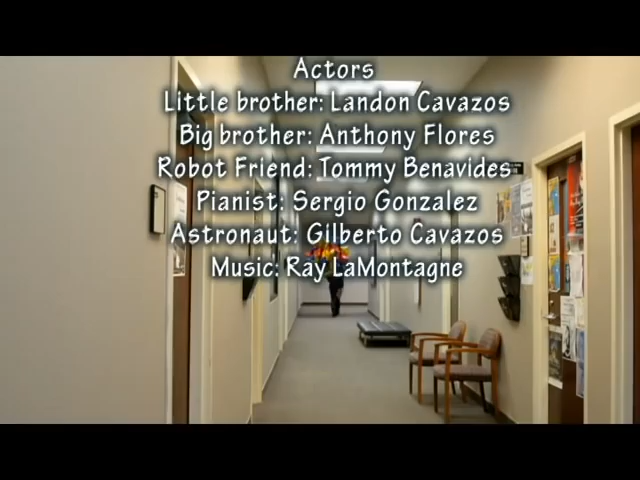 Actors
Little brother: Landon Cavazos
Big brother: Anthony Flores
Robot Friend: Tommy Benavides
Pianist: Sergio Gonzalez
Astronaut: Gilberto Cavazos
Music: Ray LaMontagne